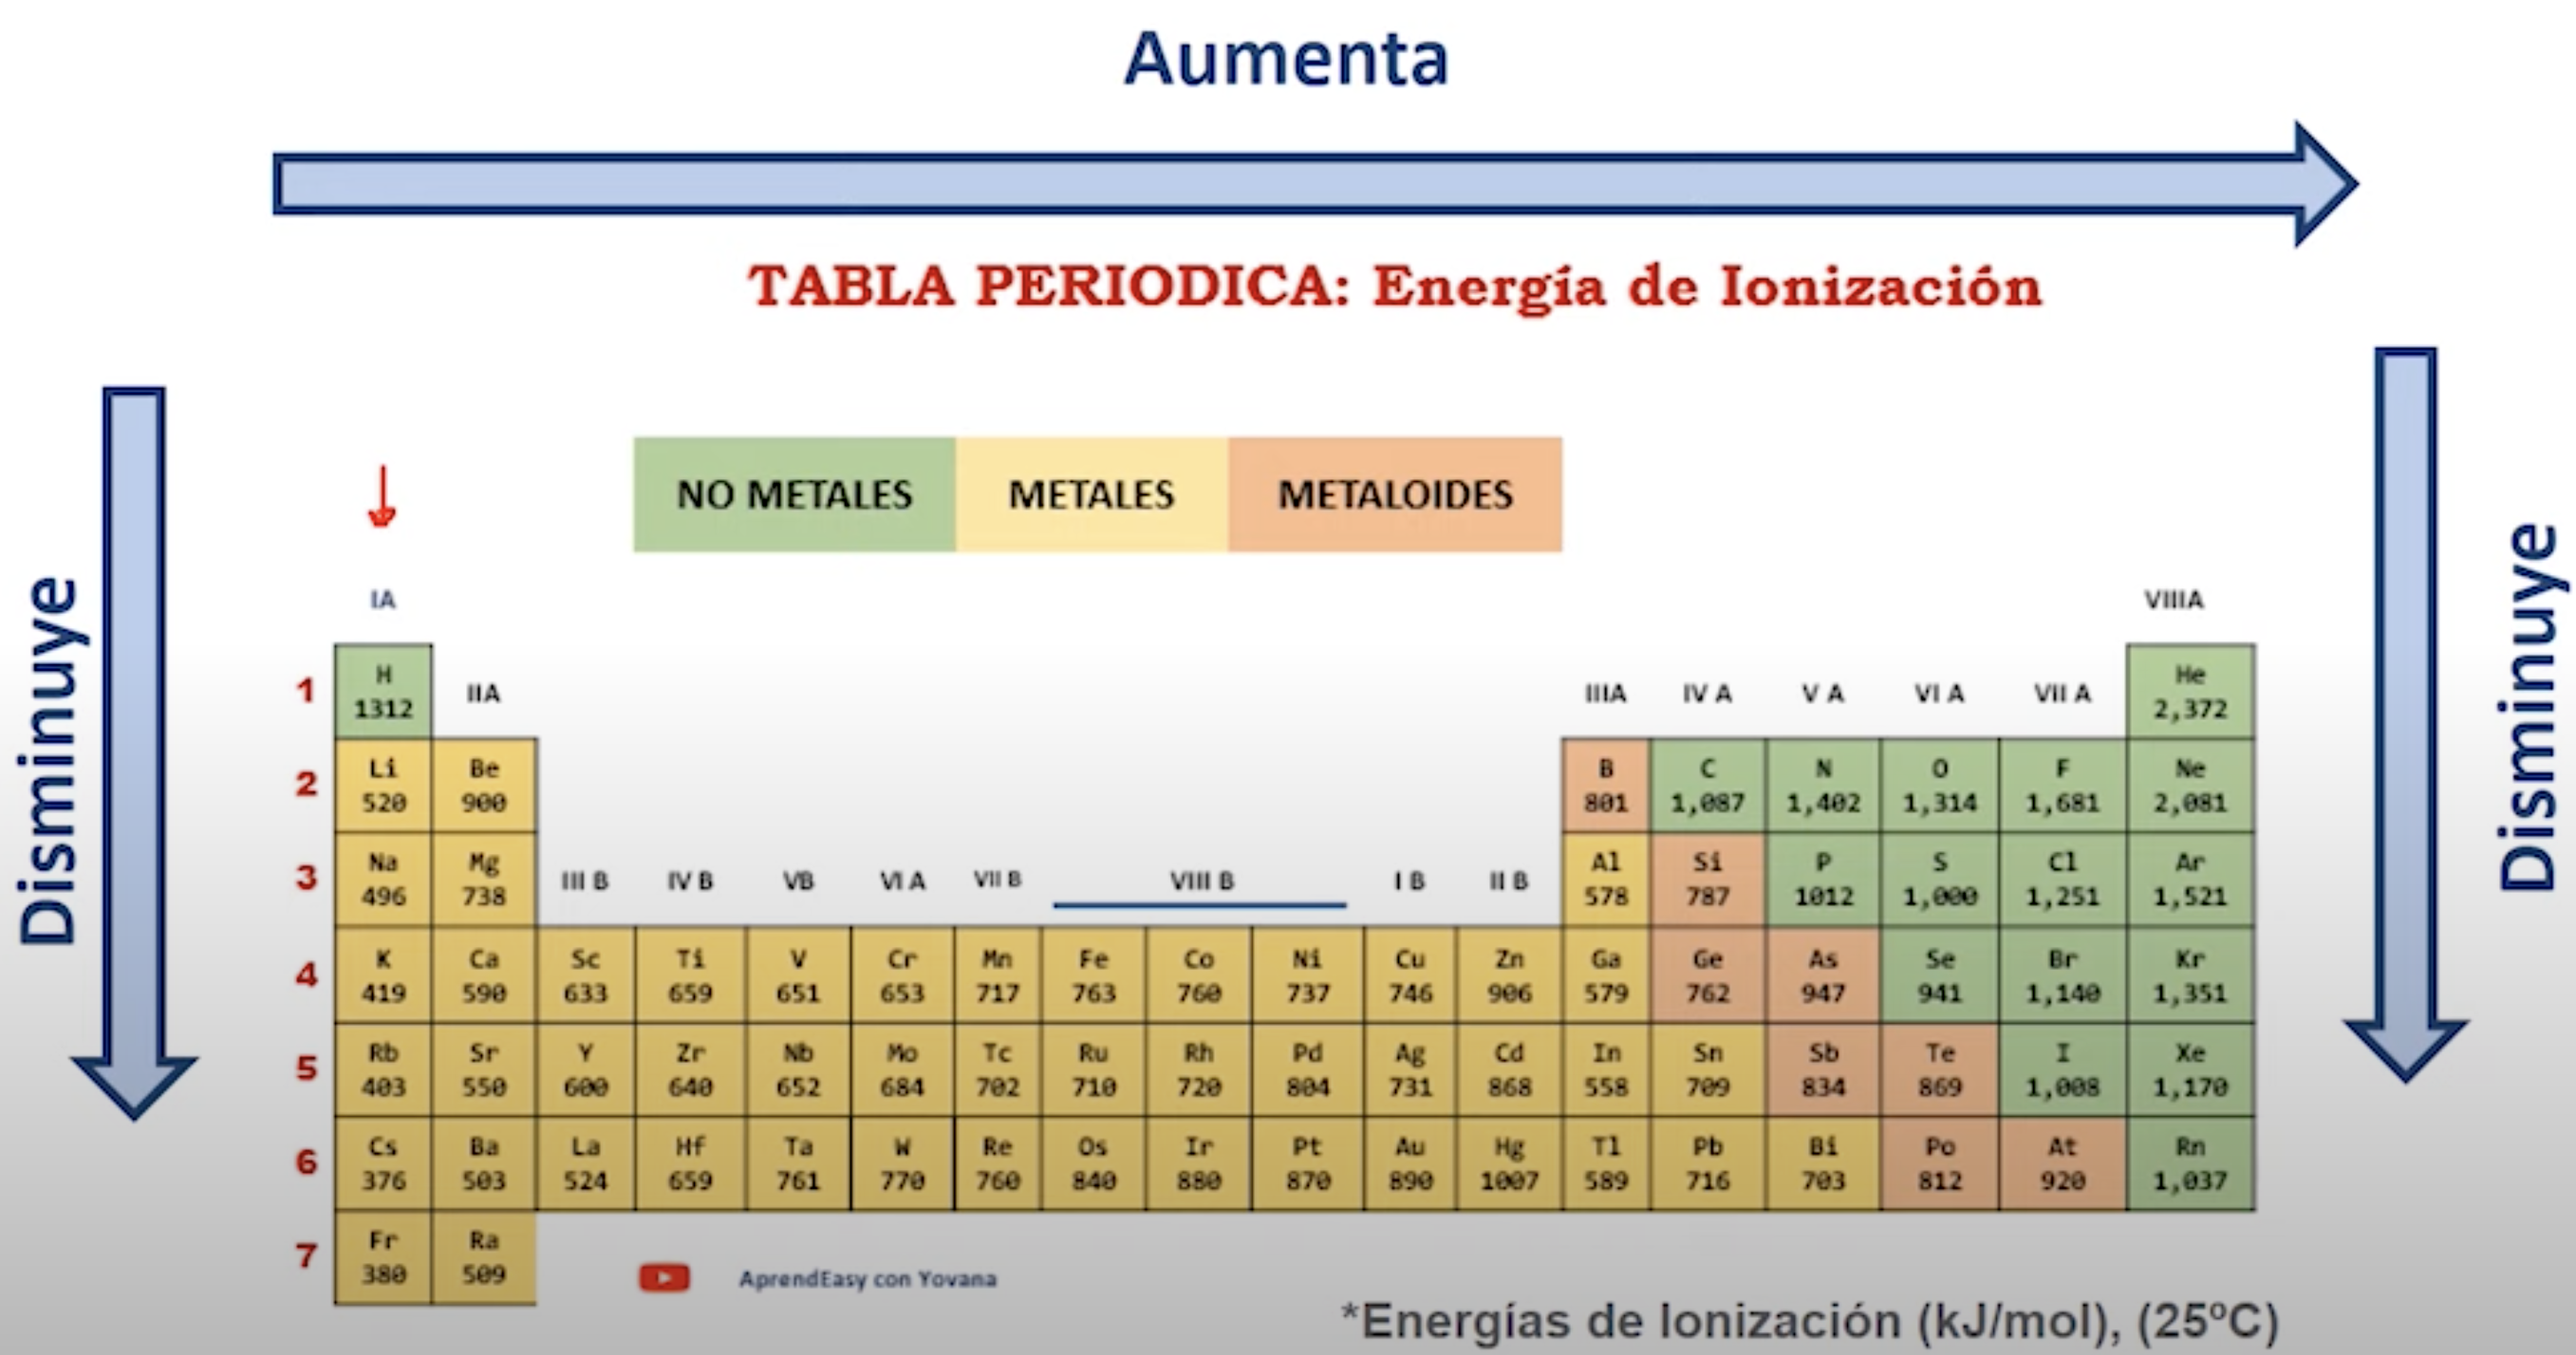 Aumenta
TABLA PERIODICA: Energía de Ionización
Disminuye
Disminuye
NO METALES METALES METALOIDES
IA VIIIA
1 H IIA IIIA IV A V A VI A VII A He
1312 2,372
2 Li Be B C N O F Ne
520 900 801 1,087 1,402 1,314 1,681 2,081
3 Na Mg III B IV B VB VI A VII B VIII B I B II B Al Si P S Cl Ar
496 738 578 787 1012 1,000 1,251 1,521
4 K Ca Sc Ti V Cr Mn Fe Co Ni Cu Zn Ga Ge As Se Br Kr
419 590 633 659 651 653 717 763 760 737 746 906 579 762 947 941 1,140 1,351
5 Rb Sr Y Zr Nb Mo Tc Ru Rh Pd Ag Cd In Sn Sb Te I Xe
403 550 600 640 652 684 702 710 720 804 731 868 558 709 834 869 1,008 1,170
6 Cs Ba La Hf Ta W Re Os Ir Pt Au Hg Tl Pb Bi Po At Rn
376 503 524 659 761 770 760 840 880 870 890 1007 589 716 703 812 920 1,037
7 Fr Ra
380 509
AprendEasy con Yovana
*Energías de Ionización (kJ/mol), (25ºC)